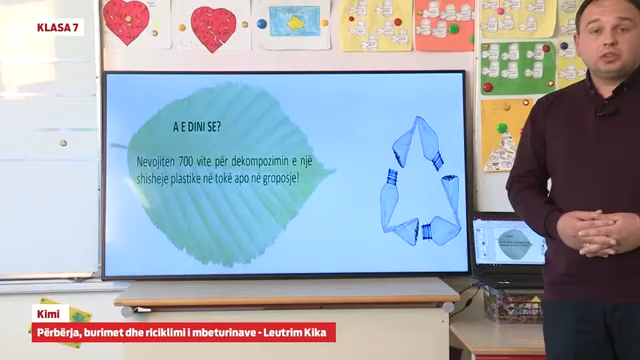 KLASA 7
A E DINI SE?
Nevojiten 700 vite për dekompozimin e një
shisheje plastike në tokë apo në groposje!
Kimi
Përbërja, burimet dhe riciklimi i mbeturinave - Leutrim Kika